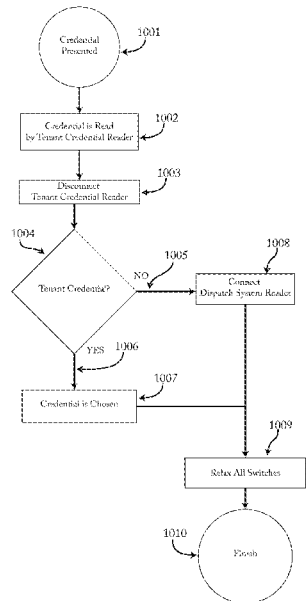 Credential
Presented
1001
Credential is Read
by Tenant Credential Reader
1002
Disconnect
Tenant Credential Reader
1003
1004
Tenant Credential?
NO
1005
1008
Connect
Dispatch System Reader
YES
1006
1007
Credential is Chosen
1009
Relax All Switches
1010
Finish